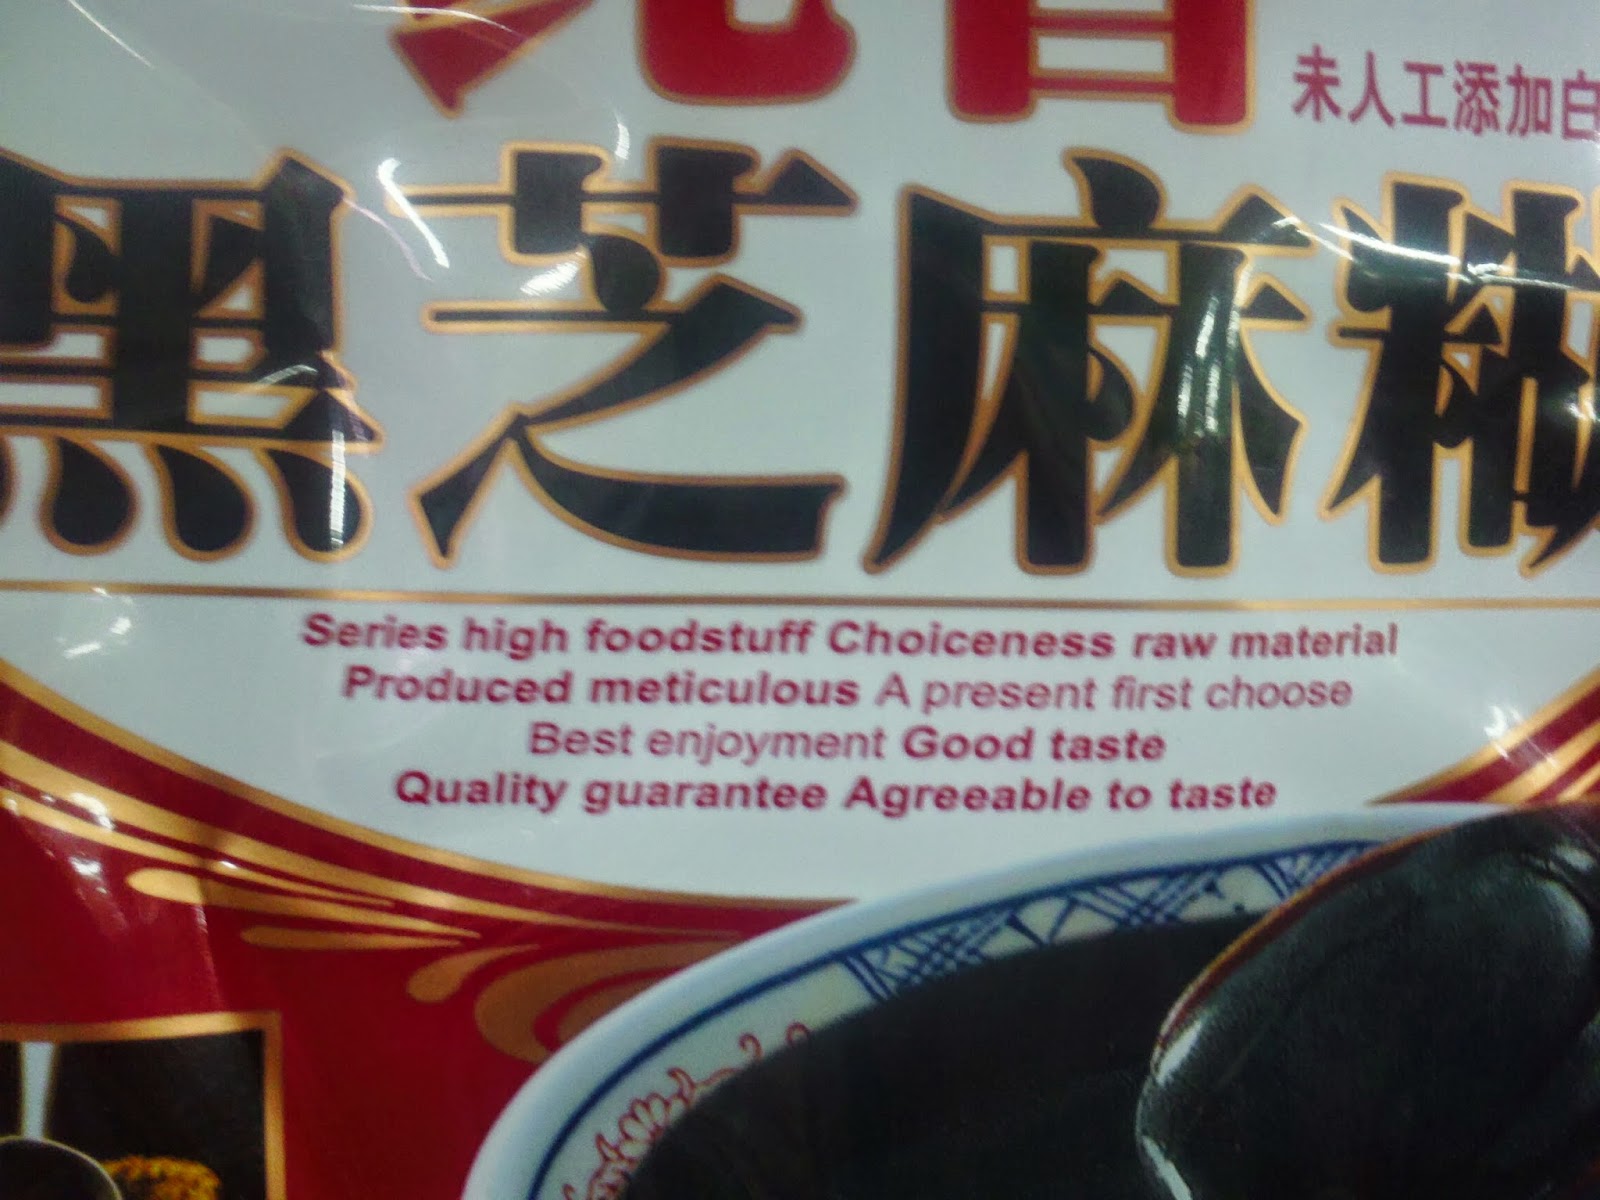 未人工添加白
黑芝麻糊
Series high foodstuff Choiceness raw material
Produced meticulous A present first choose
Best enjoyment Good taste
Quality guarantee Agreeable to taste